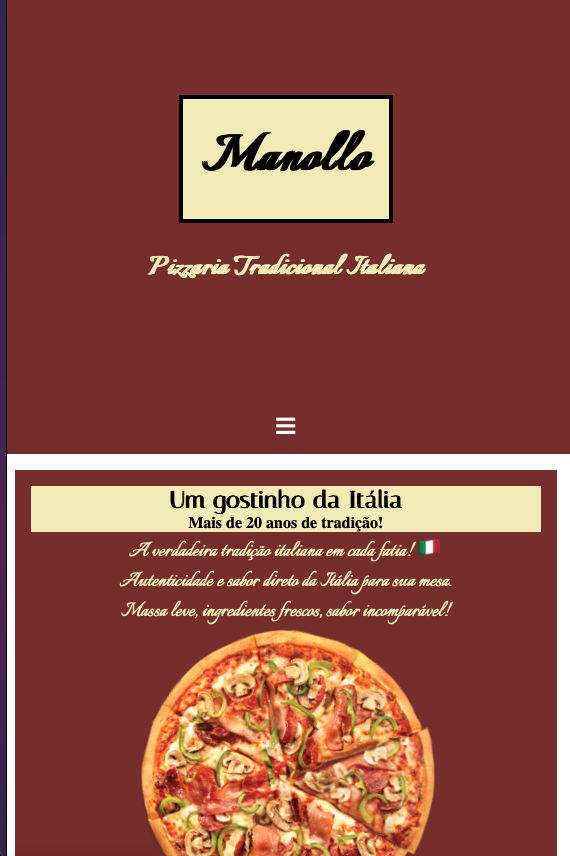 Manollo
Pizzaria Tradicional Italiana
Um gostinho da Itália
Mais de 20 anos de tradição!
A verdadeira tradição italiana em cada fatia! 🇮🇹
Autenticidade e sabor direto da Itália para sua mesa.
Massa leve, ingredientes frescos, sabor incomparável!